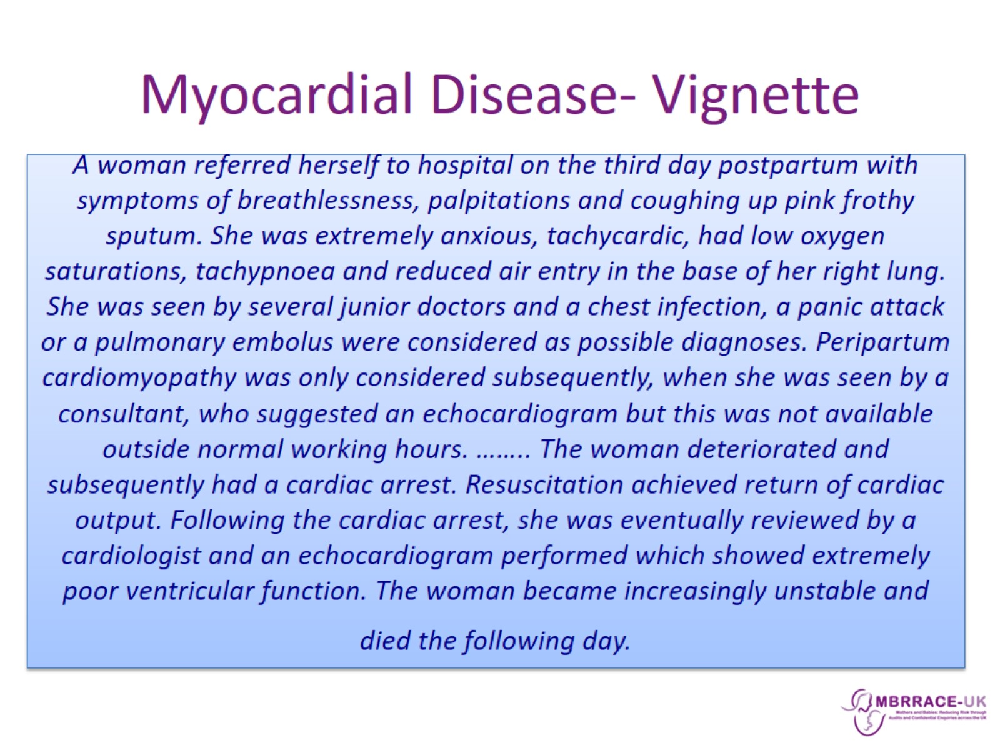 Myocardial Disease- Vignette
A woman referred herself to hospital on the third day postpartum with
symptoms of breathlessness, palpitations and coughing up pink frothy
sputum. She was extremely anxious, tachycardic, had low oxygen
saturations, tachypnoea and reduced air entry in the base of her right lung.
She was seen by several junior doctors and a chest infection, a panic attack
or a pulmonary embolus were considered as possible diagnoses. Peripartum
cardiomyopathy was only considered subsequently, when she was seen by a
consultant, who suggested an echocardiogram but this was not available
outside normal working hours. …….. The woman deteriorated and
subsequently had a cardiac arrest. Resuscitation achieved return of cardiac
output. Following the cardiac arrest, she was eventually reviewed by a
cardiologist and an echocardiogram performed which showed extremely
poor ventricular function. The woman became increasingly unstable and
died the following day.
MBRRACE-UK
Mothers and Babies: Reducing Risk through
Audits and Confidential Enquiries across the UK